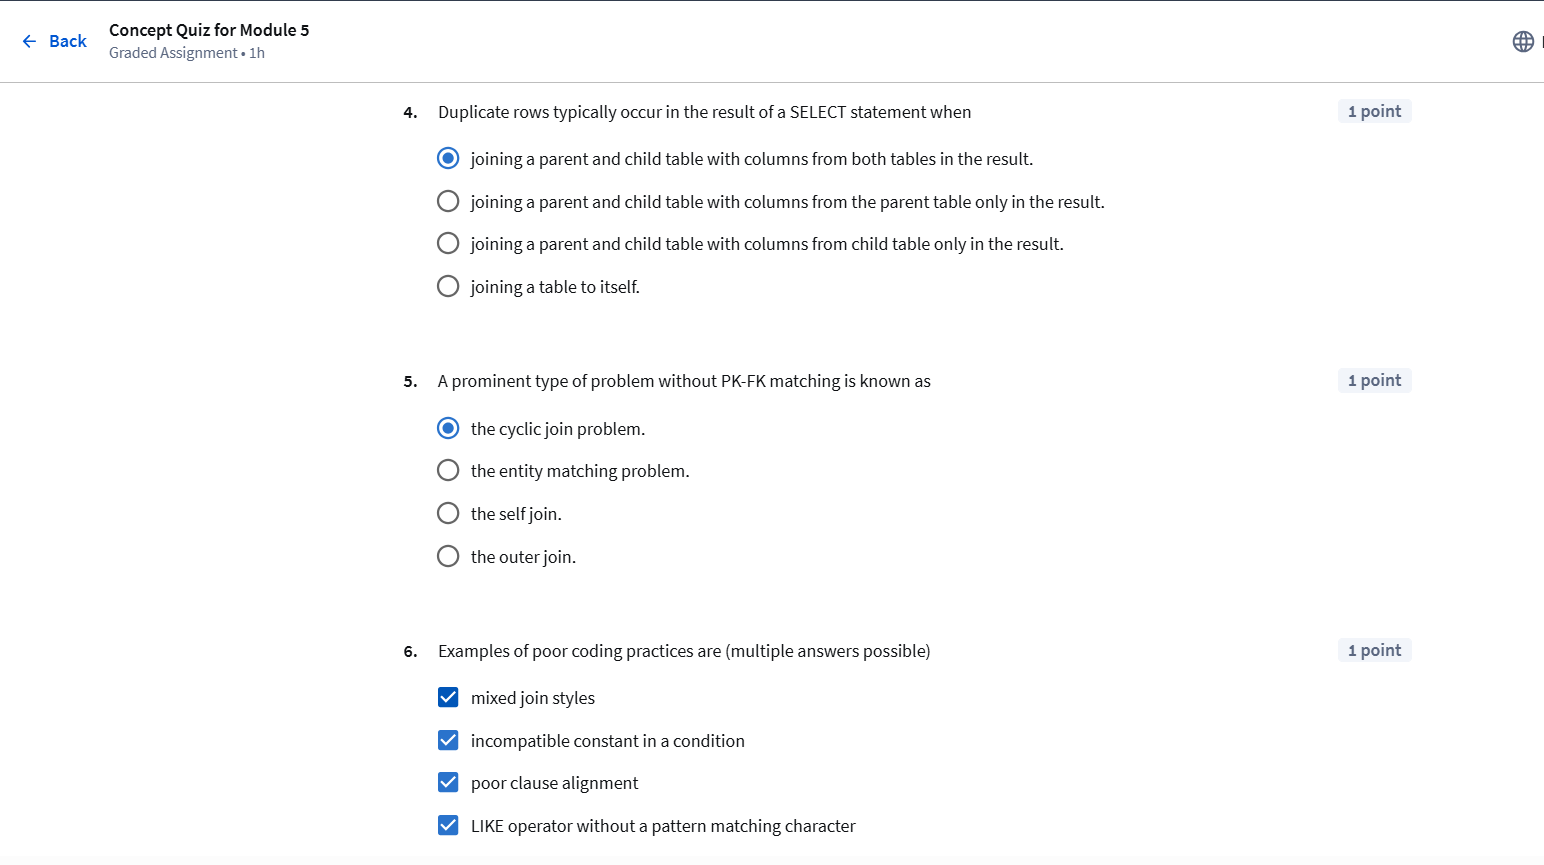 Back
Concept Quiz for Module 5
Graded Assignment • 1h
4. Duplicate rows typically occur in the result of a SELECT statement when
1 point
joining a parent and child table with columns from both tables in the result.
joining a parent and child table with columns from the parent table only in the result.
joining a parent and child table with columns from child table only in the result.
joining a table to itself.
5. A prominent type of problem without PK-FK matching is known as
1 point
the cyclic join problem.
the entity matching problem.
the self join.
the outer join.
6. Examples of poor coding practices are (multiple answers possible)
1 point
mixed join styles
incompatible constant in a condition
poor clause alignment
LIKE operator without a pattern matching character